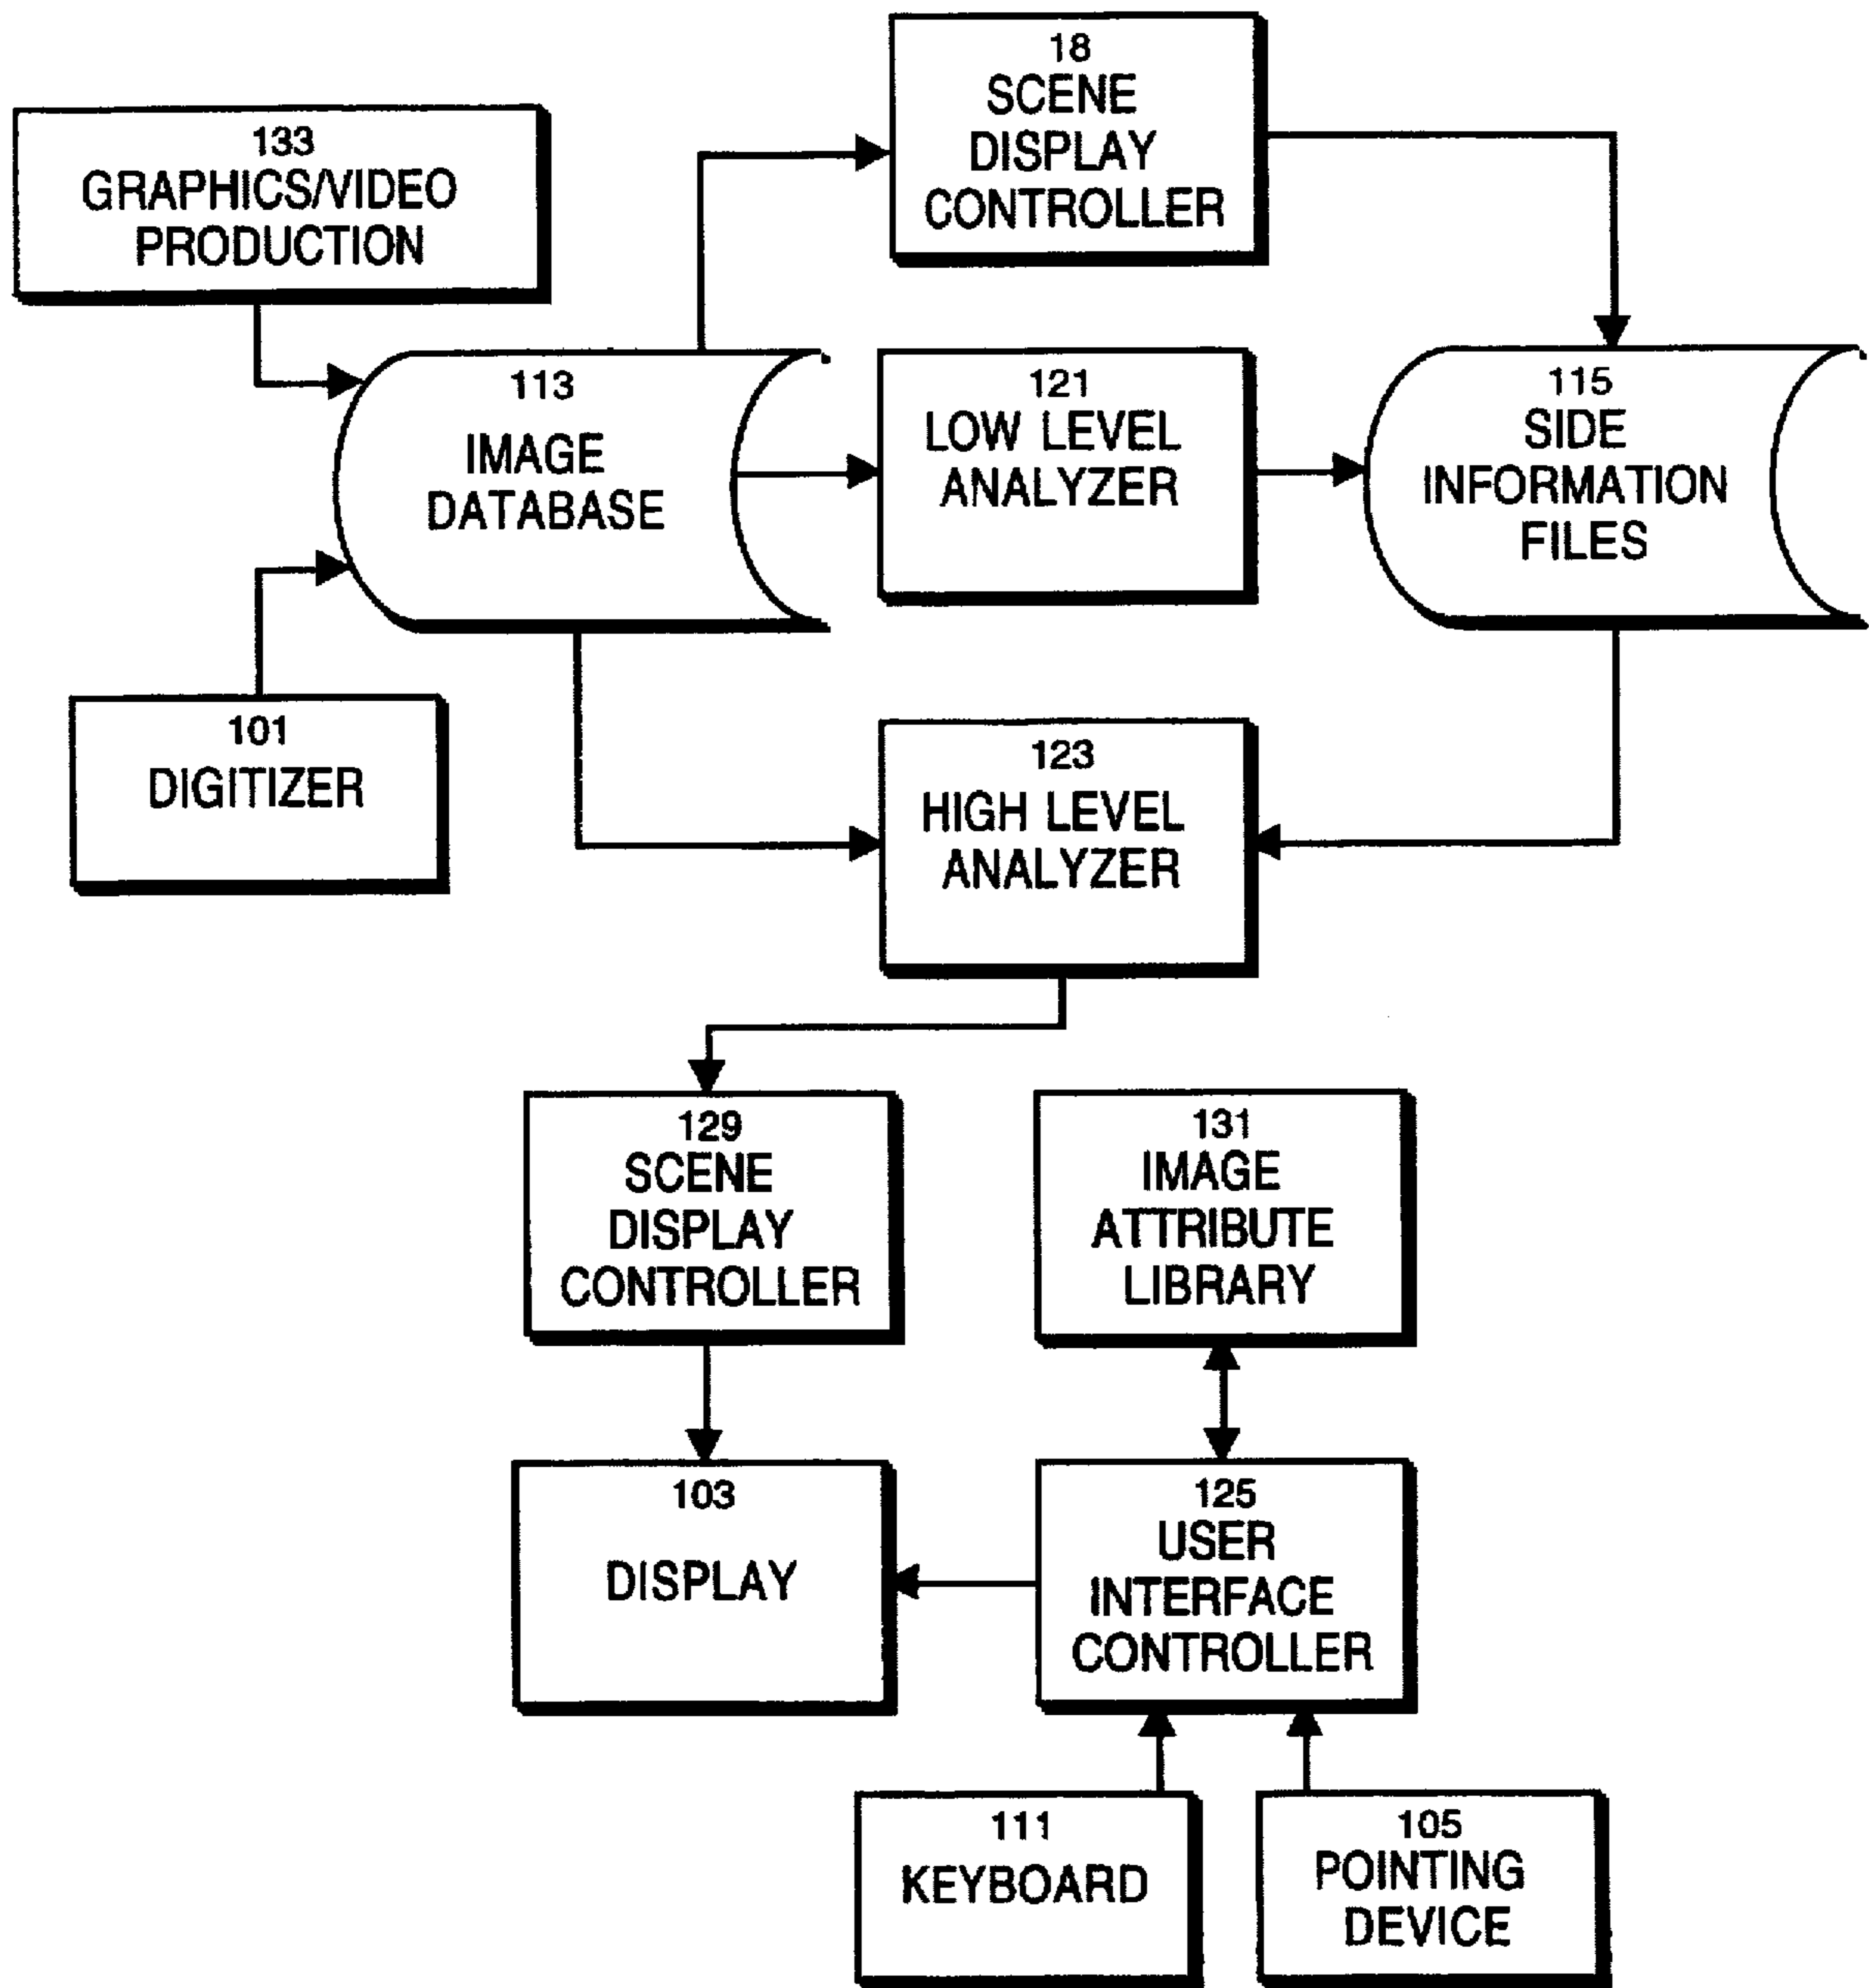 18
SCENE
DISPLAY
CONTROLLER
133
GRAPHICS/VIDEO
PRODUCTION
113
IMAGE
DATABASE
121
LOW LEVEL
ANALYZER
115
SIDE
INFORMATION
FILES
101
DIGITIZER
123
HIGH LEVEL
ANALYZER
129
SCENE
DISPLAY
CONTROLLER
131
IMAGE
ATTRIBUTE
LIBRARY
103
DISPLAY
125
USER
INTERFACE
CONTROLLER
111
KEYBOARD
105
POINTING
DEVICE